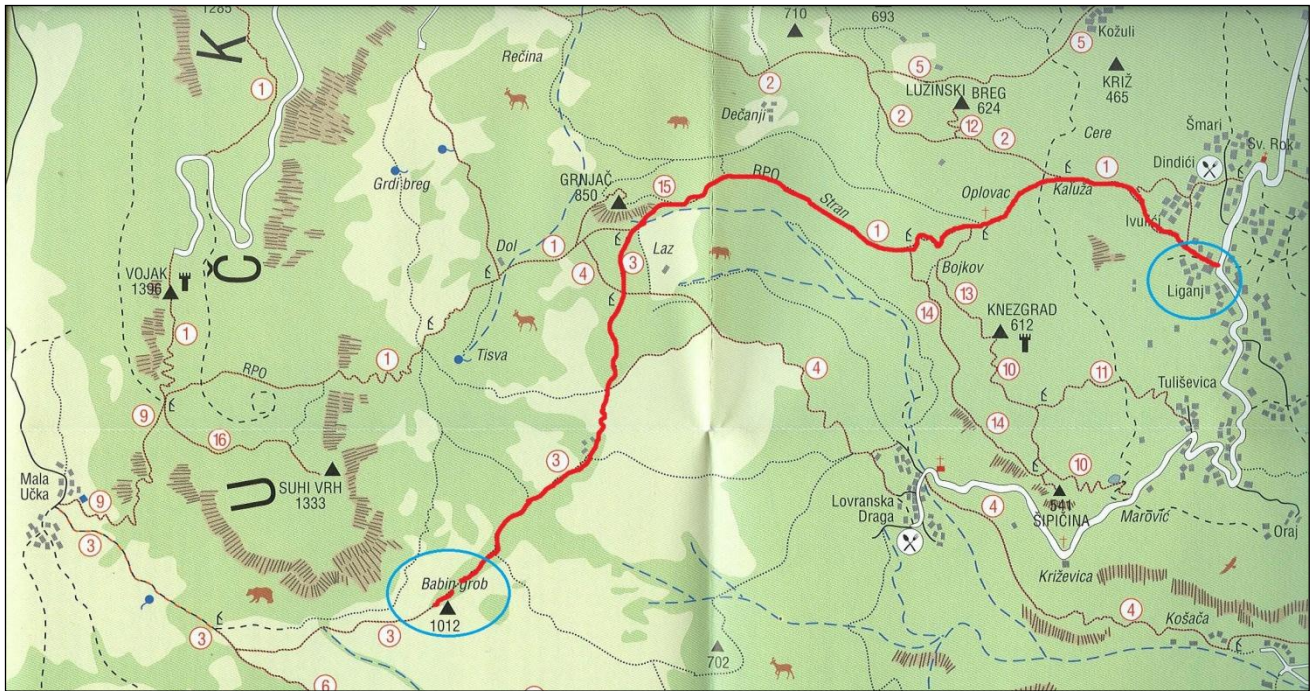 1285
K
Č
U
1
710
693
5
Kožuli
Rečina
2
5
KRIŽ
465
LUŽINSKI BREG
624
Dečanji
2
12
2
Cere
Šmari
Sv. Rok
Dindići
1
Grdi breg
GRNJAČ
850
15
RPO
Stran
Oplovac
Kaluža
Ivulići
Dol
1
Laz
3
4
1
Bojkov
13
Liganj
VOJAK
1396
KNEZGRAD
612
14
1
Tisva
RPO
1
4
10
11
Tuliševica
9
16
14
3
SUHI VRH
1333
10
Mala
Učka
9
Lovranska
Draga
4
541
ŠIPIČINA
Marović
Oraj
3
Križevica
Babin grob
1012
4
Košača
3
3
702
6